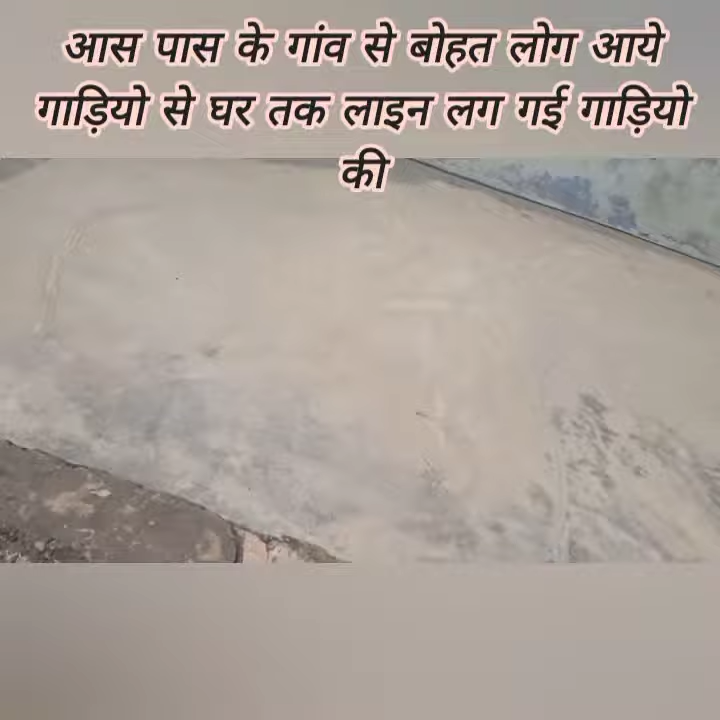 आस पास के गांव से बोहत लोग आये
गाड़ियो से घर तक लाइन लग गई गाड़ियो
की